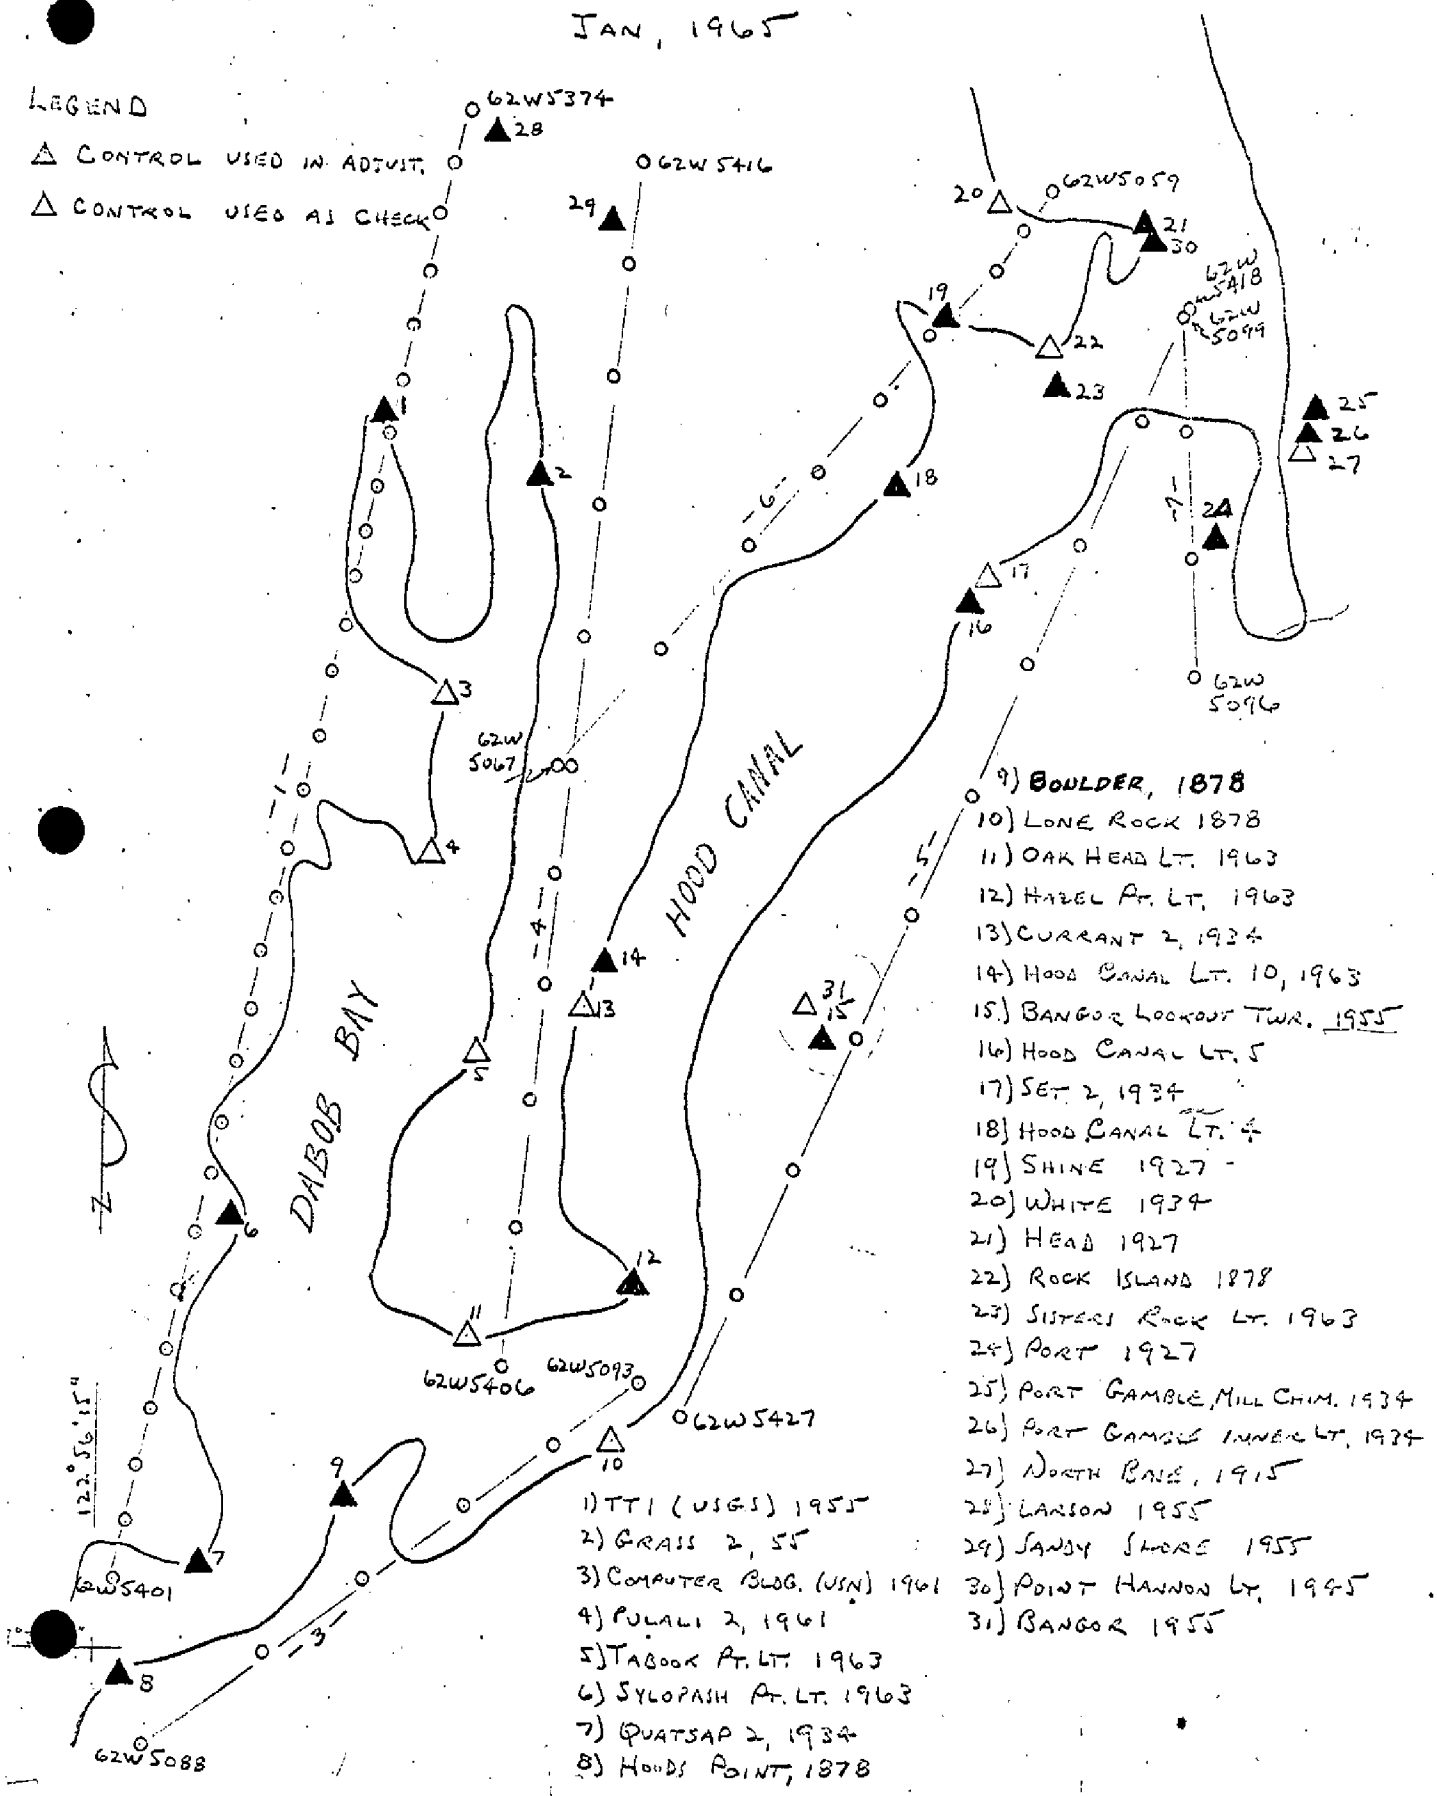 JAN, 1965
LEGEND
△ CONTROL USED IN ADJUST.
△ CONTROL USED AS CHECK
62W5374
28
62W5416
29
20
62W5059
21
30
62W
5418
62W
5099
19
22
23
1
2
18
25
26
27
-6-
-7-
24
17
16
3
62W
5096
62W
5067
-1-
4
HOOD CANAL
-5-
-4-
14
13
31
15
5
DABOB BAY
6
12
11
62W5406
62W5093
62W5427
10
122° 56' 15"
9
7
62W5401
-3-
8
62W5088
N
1) TT1 (USGS) 1955
2) GRASS 2, 55
3) COMPUTER BLDG. (USN) 1961
4) PULALI 2, 1961
5) TABOOK PT. LT. 1963
6) SYLOPASH PT. LT. 1963
7) QUATSAP 2, 1934
8) HOODS POINT, 1878
9) BOULDER, 1878
10) LONE ROCK 1878
11) OAK HEAD LT. 1963
12) HAZEL PT. LT. 1963
13) CURRANT 2, 1934
14) HOOD CANAL LT. 10, 1963
15) BANGOR LOOKOUT TWR. 1955
16) HOOD CANAL LT. 5
17) SET 2, 1934
18) HOOD CANAL LT. 4
19) SHINE 1927
20) WHITE 1934
21) HEAD 1927
22) ROCK ISLAND 1878
23) SISTERS ROCK LT. 1963
24) PORT 1927
25) PORT GAMBLE, MILL CHIM. 1934
26) PORT GAMBLE INNER LT, 1934
27) NORTH BASE, 1915
28) LARSON 1955
29) SANDY SHORE 1955
30) POINT HANNON LT. 1945
31) BANGOR 1955